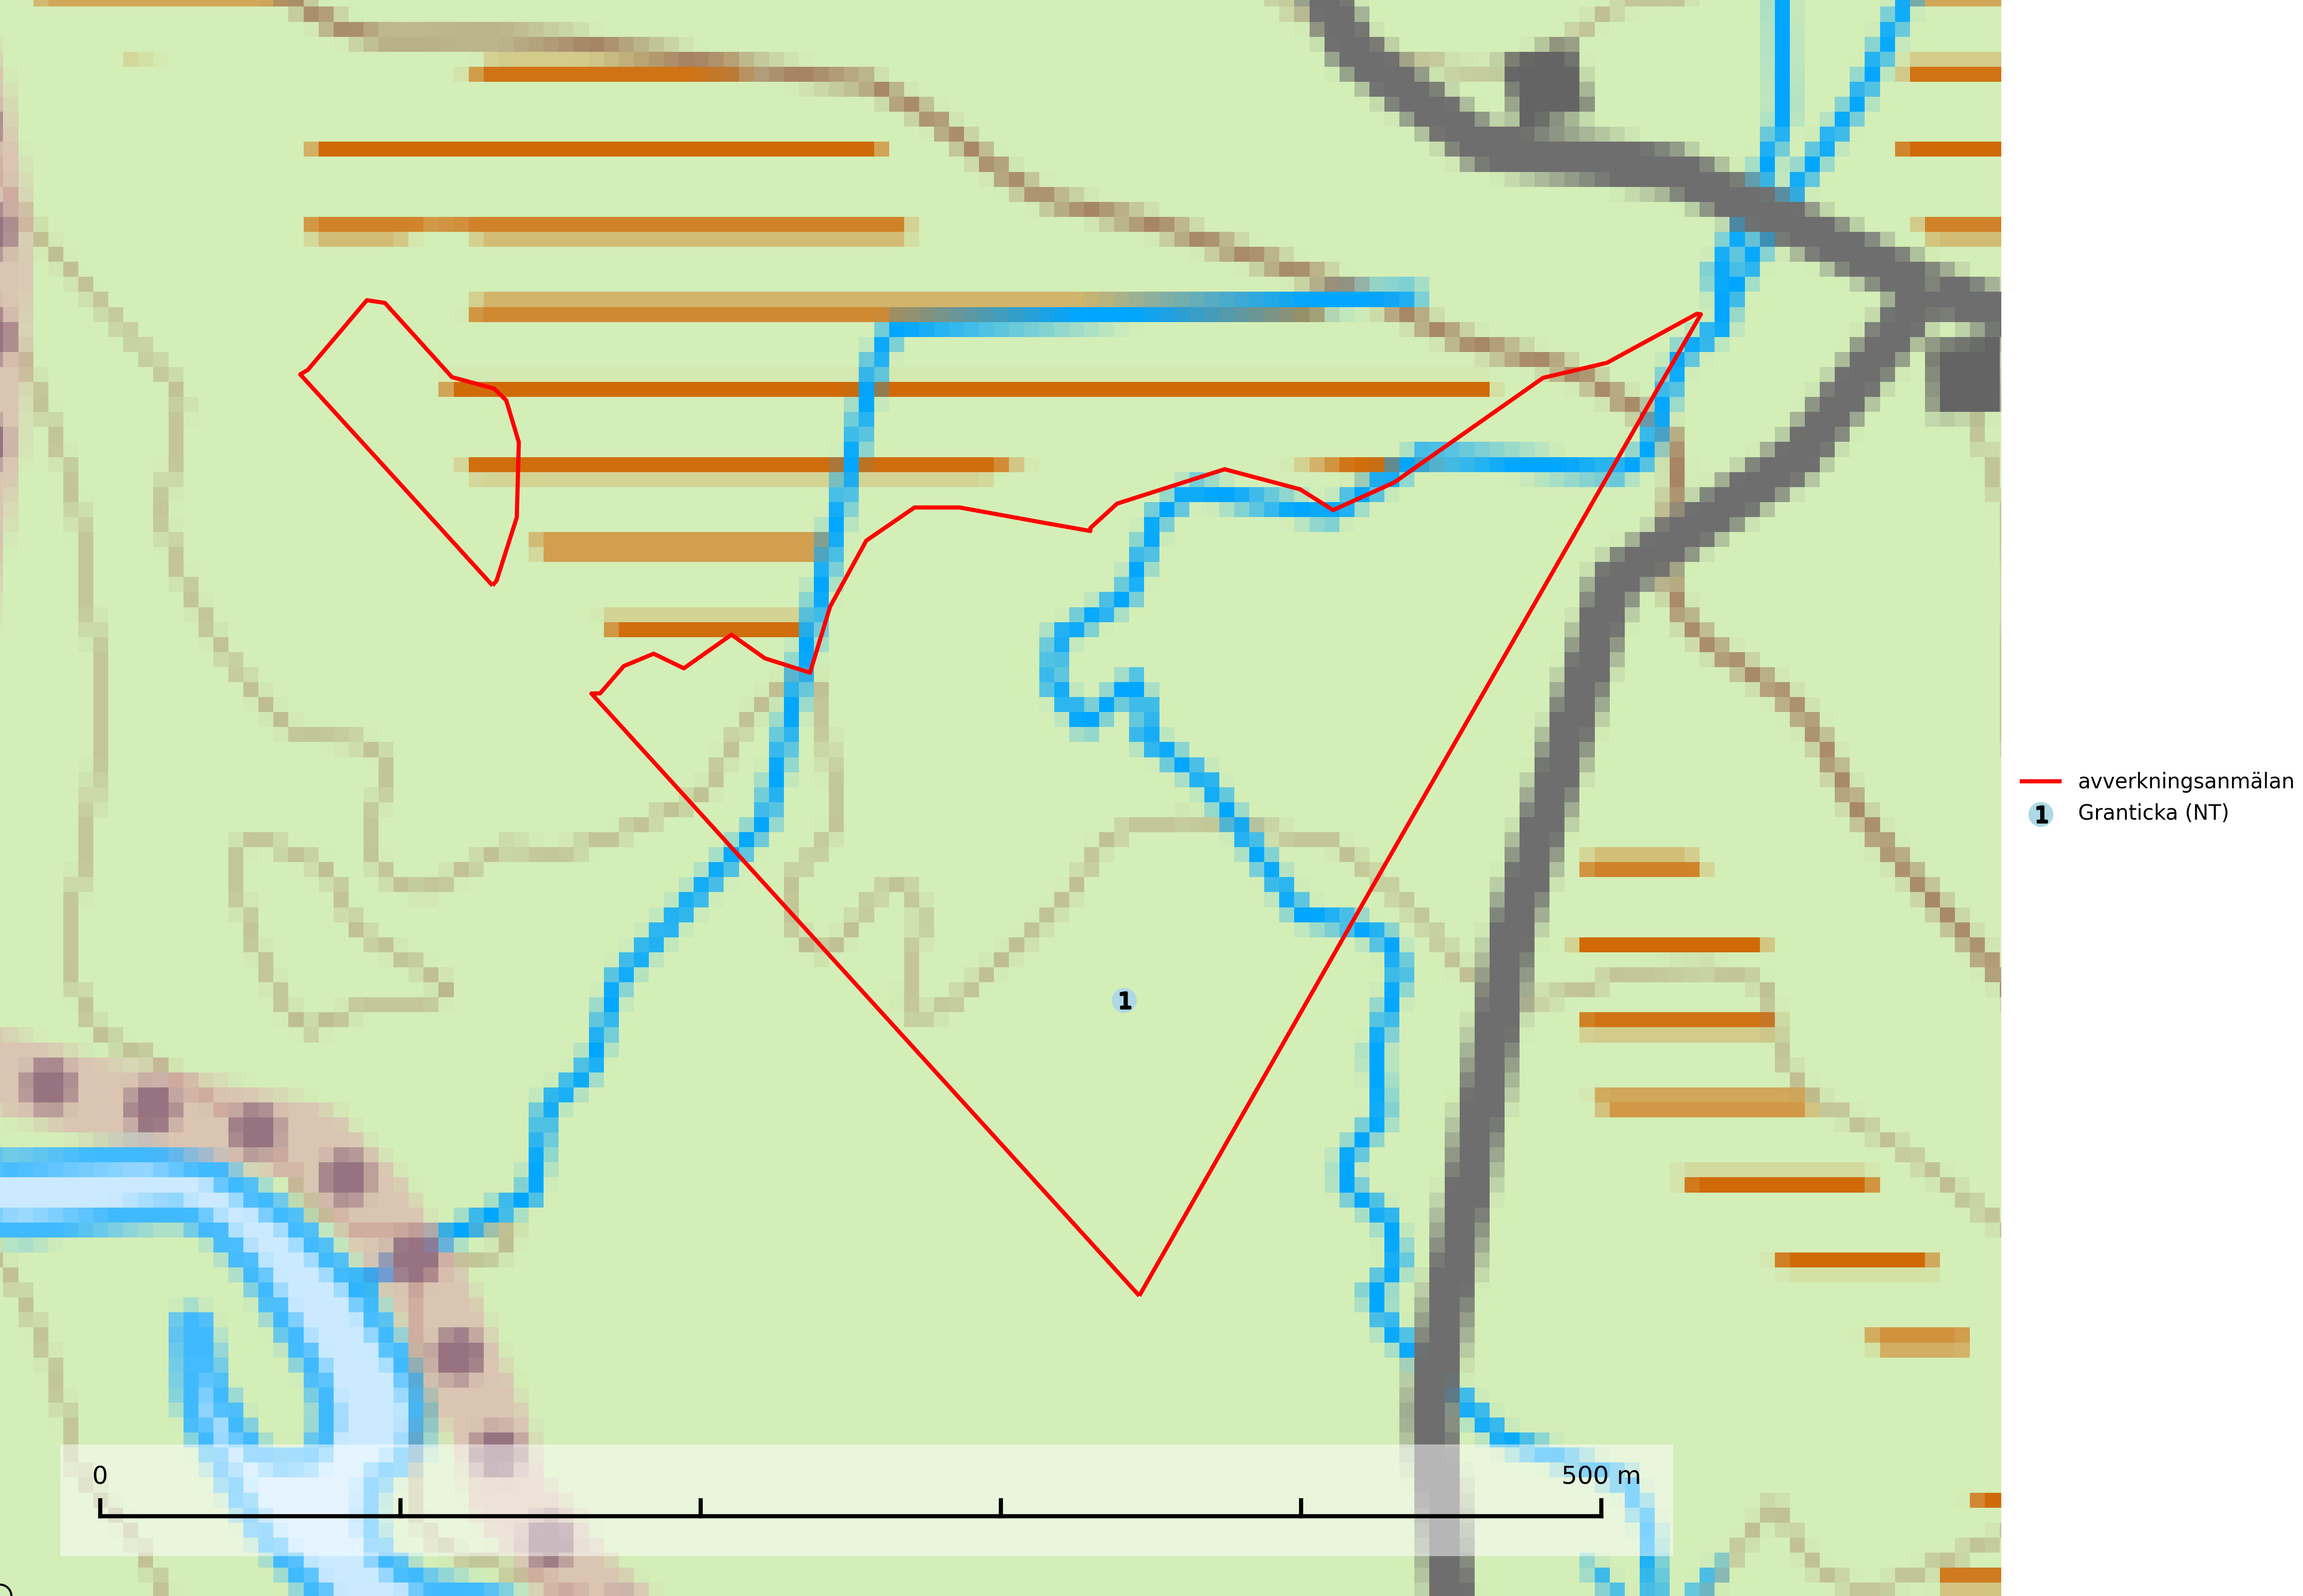 avverkningsanmälan
1 Granticka (NT)
1
0 500 m